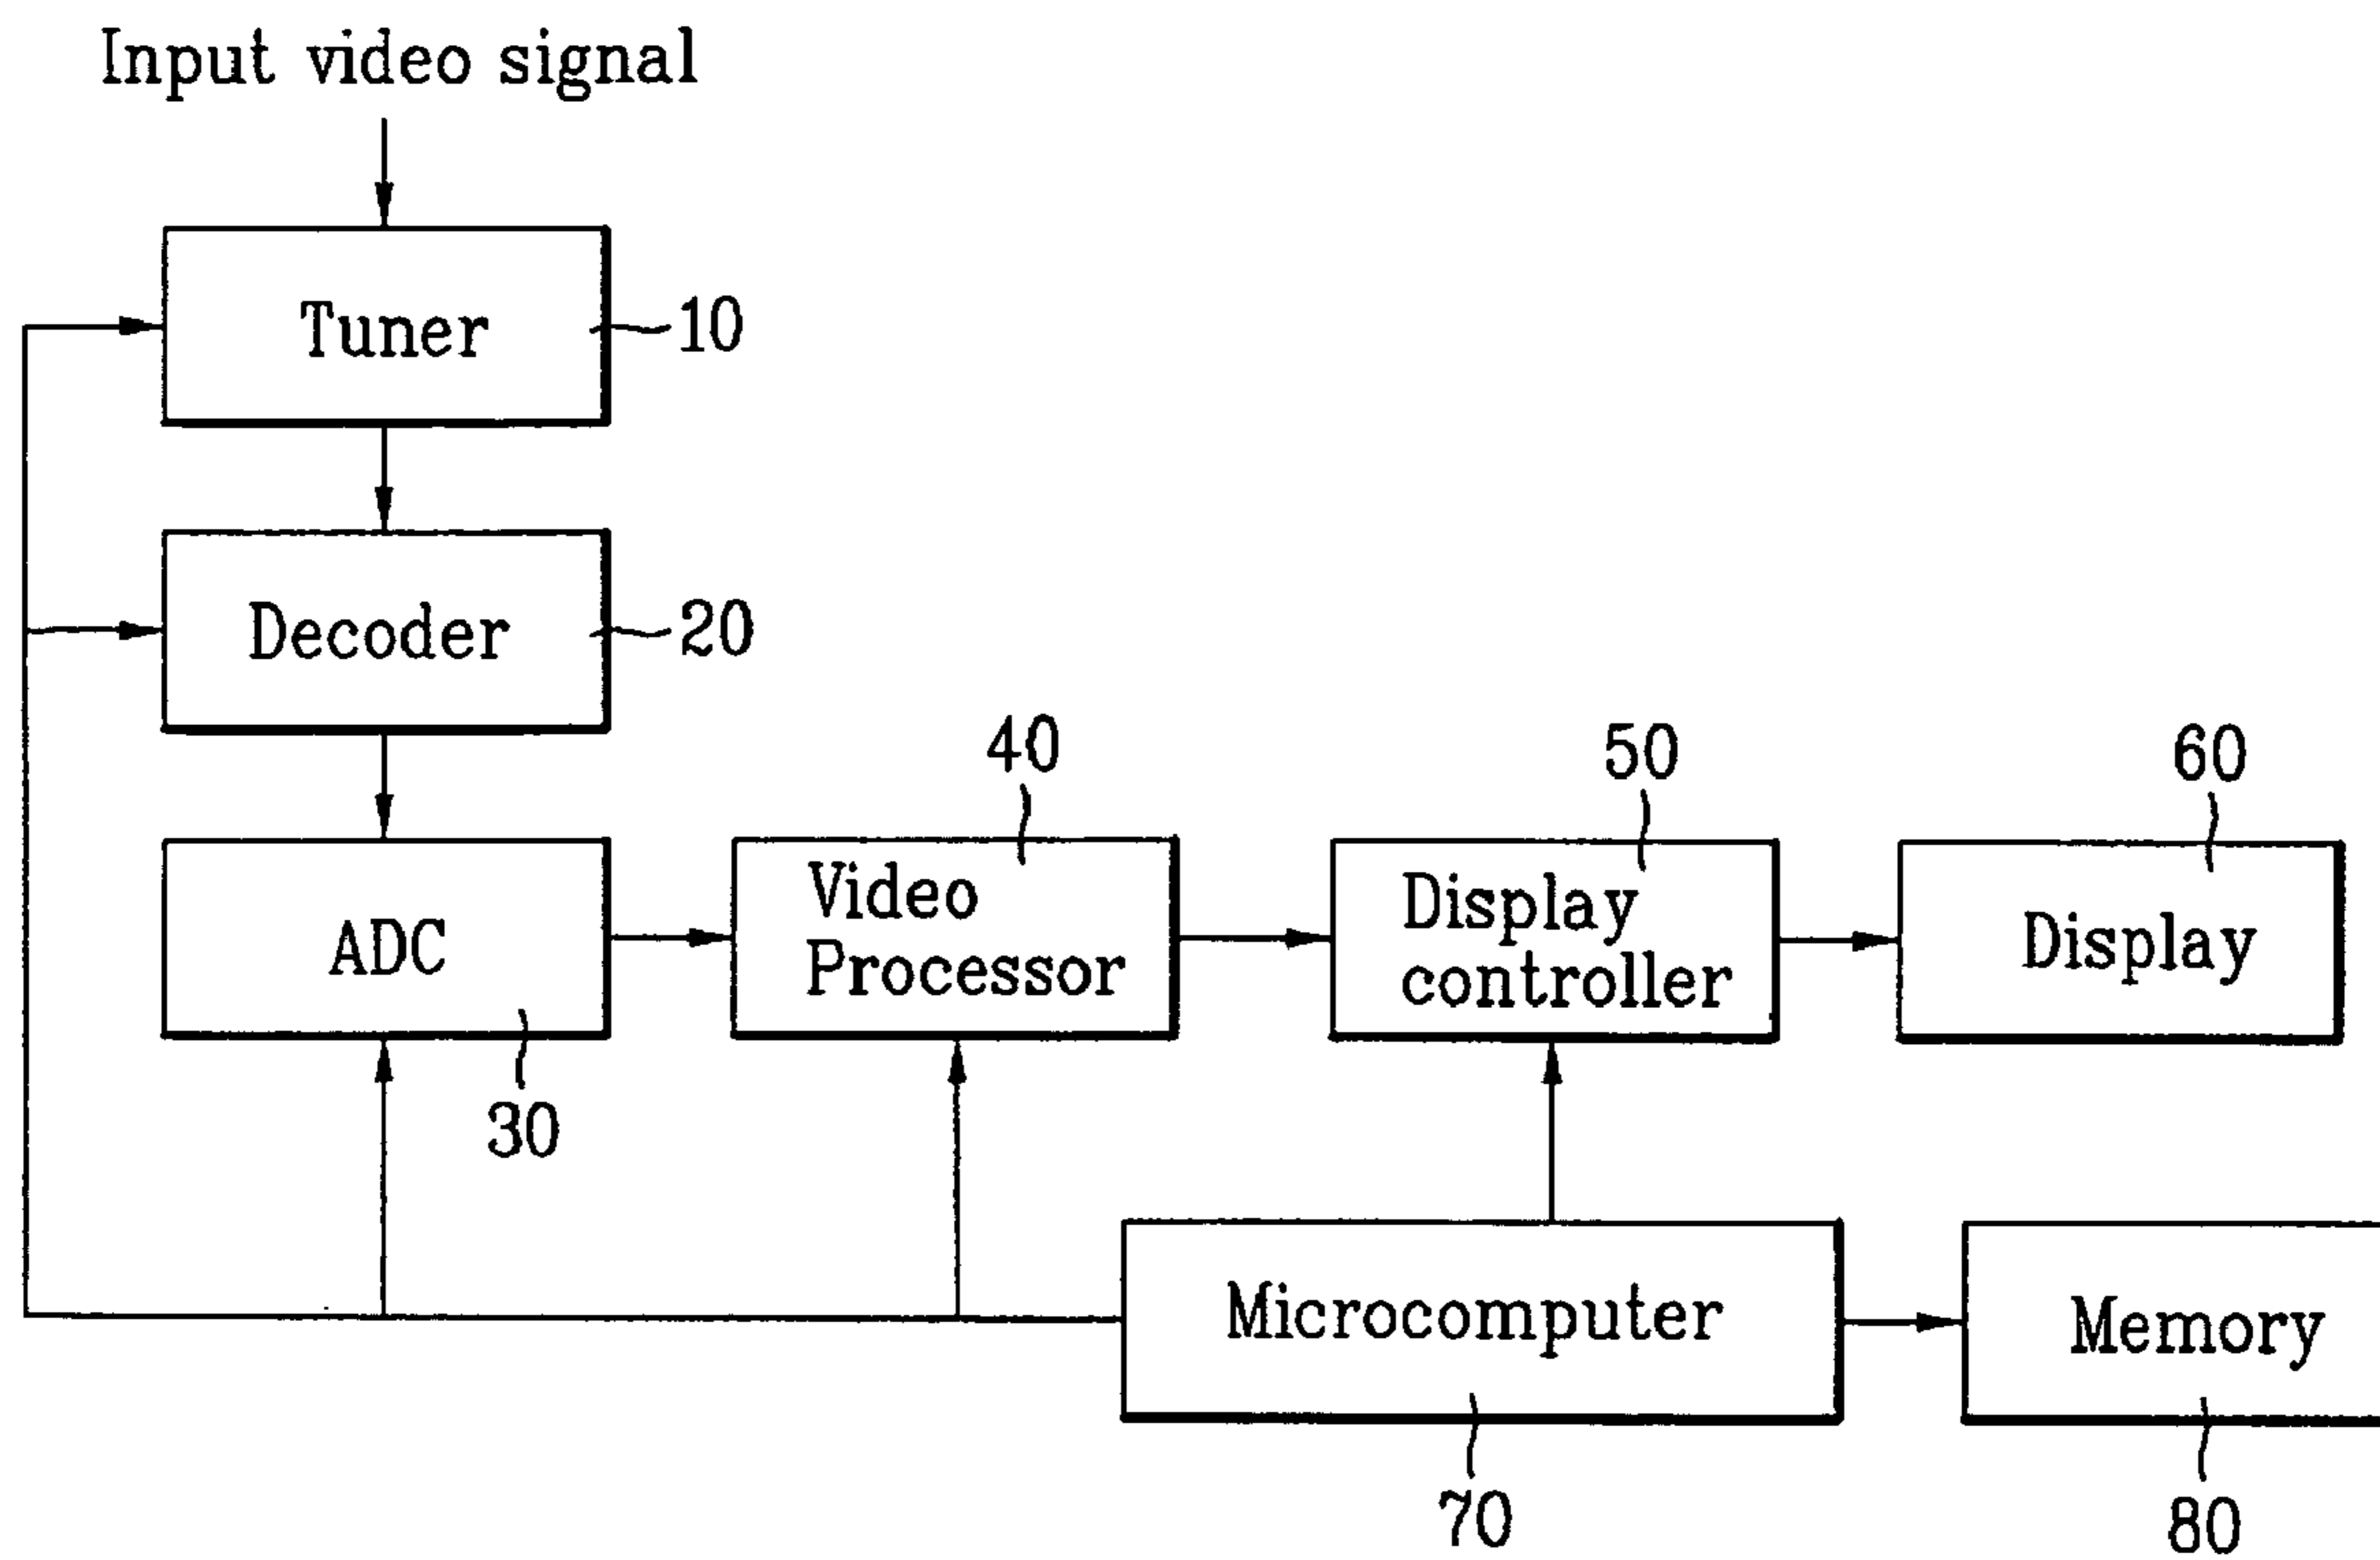 Input video signal
Tuner
10
Decoder
20
40
50
60
ADC
Video
Processor
Display
controller
Display
30
Microcomputer
Memory
70
80